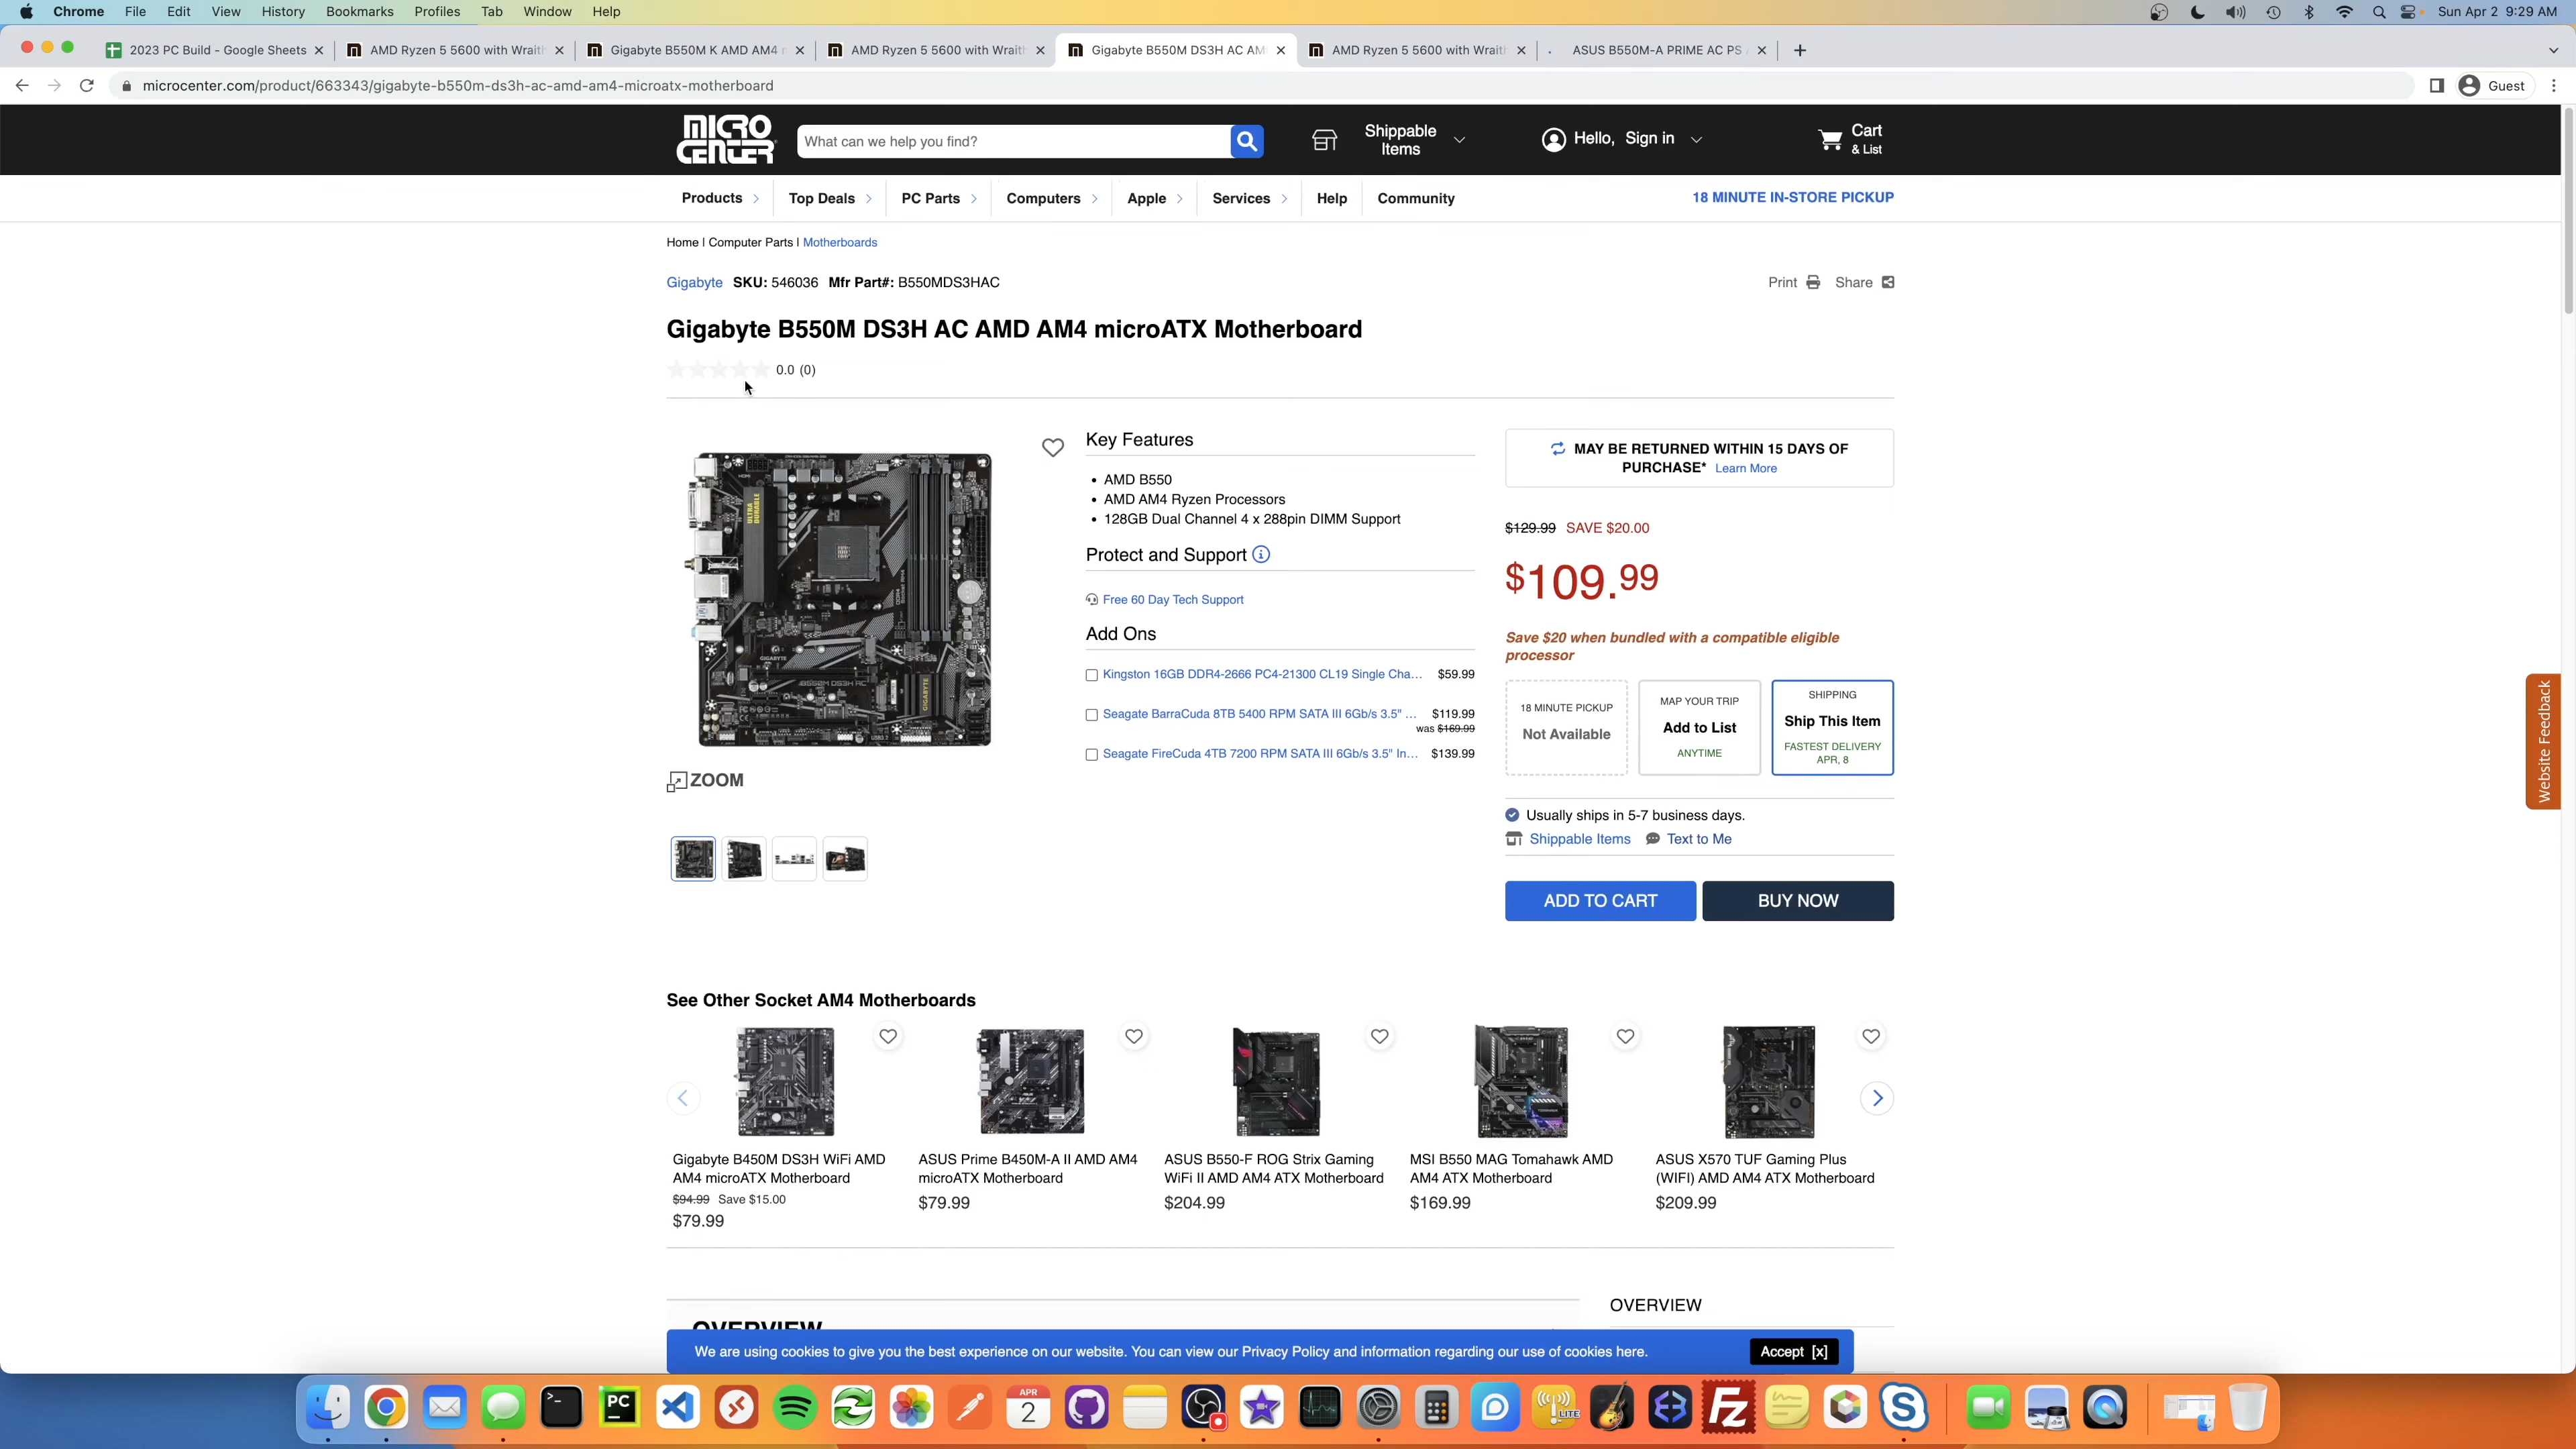 Chrome File Edit View History Bookmarks Profiles Tab Window Help Sun Apr 2 9:29 AM
2023 PC Build - Google Sheets AMD Ryzen 5 5600 with Wrait Gigabyte B550M K AMD AM4 AMD Ryzen 5 5600 with Wrait Gigabyte B550M DS3H AC AM AMD Ryzen 5 5600 with Wrait ASUS B550M-A PRIME AC PS
microcenter.com/product/663343/gigabyte-b550m-ds3h-ac-amd-am4-microatx-motherboard Guest
MICRO CENTER
What can we help you find?
Shippable Items
Hello, Sign in
Cart & List
Products Top Deals PC Parts Computers Apple Services Help Community 18 MINUTE IN-STORE PICKUP
Home | Computer Parts | Motherboards
Gigabyte SKU: 546036 Mfr Part#: B550MDS3HAC Print Share
Gigabyte B550M DS3H AC AMD AM4 microATX Motherboard
0.0 (0)
ULTRA DURABLE
GIGABYTE
B550M DS3H AC
GIGABYTE
ZOOM
Key Features
• AMD B550
• AMD AM4 Ryzen Processors
• 128GB Dual Channel 4 x 288pin DIMM Support
Protect and Support
Free 60 Day Tech Support
Add Ons
Kingston 16GB DDR4-2666 PC4-21300 CL19 Single Cha... $59.99
Seagate BarraCuda 8TB 5400 RPM SATA III 6Gb/s 3.5" ... $119.99
was $169.99
Seagate FireCuda 4TB 7200 RPM SATA III 6Gb/s 3.5" In... $139.99
MAY BE RETURNED WITHIN 15 DAYS OF
PURCHASE* Learn More
$129.99 SAVE $20.00
$109.99
Save $20 when bundled with a compatible eligible
processor
18 MINUTE PICKUP
Not Available
MAP YOUR TRIP
Add to List
ANYTIME
SHIPPING
Ship This Item
FASTEST DELIVERY
APR, 8
Usually ships in 5-7 business days.
Shippable Items Text to Me
ADD TO CART BUY NOW
Website Feedback
See Other Socket AM4 Motherboards
Gigabyte B450M DS3H WiFi AMD
AM4 microATX Motherboard
$94.99 Save $15.00
$79.99
ASUS Prime B450M-A II AMD AM4
microATX Motherboard
$79.99
ASUS B550-F ROG Strix Gaming
WiFi II AMD AM4 ATX Motherboard
$204.99
MSI B550 MAG Tomahawk AMD
AM4 ATX Motherboard
$169.99
ASUS X570 TUF Gaming Plus
(WIFI) AMD AM4 ATX Motherboard
$209.99
OVERVIEW
OVERVIEW
We are using cookies to give you the best experience on our website. You can view our Privacy Policy and information regarding our use of cookies here. Accept [x]
PC
APR
2
LITE
Fz